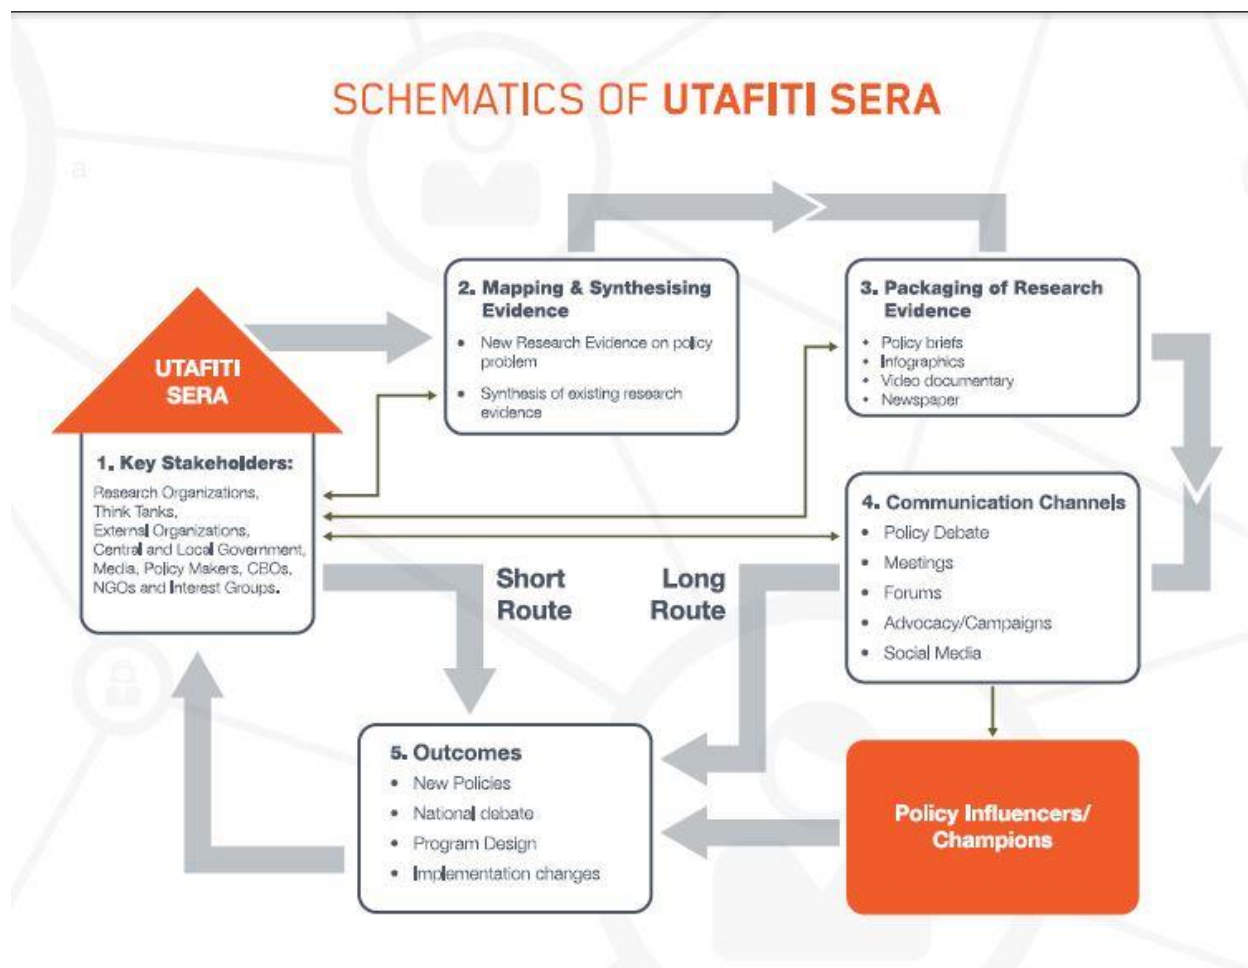 SCHEMATICS OF UTAFITI SERA
UTAFITI
SERA
1. Key Stakeholders:
Research Organizations,
Think Tanks,
External Organizations,
Central and Local Government,
Media, Policy Makers, CBOs,
NGOs and Interest Groups.
2. Mapping & Synthesising
Evidence
• New Research Evidence on policy
problem
• Synthesis of existing research
evidence
3. Packaging of Research
Evidence
• Policy briefs
• Infographics
• Video documentary
• Newspaper
4. Communication Channels
• Policy Debate
• Meetings
• Forums
• Advocacy/Campaigns
• Social Media
Short
Route
Long
Route
5. Outcomes
• New Policies
• National debate
• Program Design
• Implementation changes
Policy Influencers/
Champions